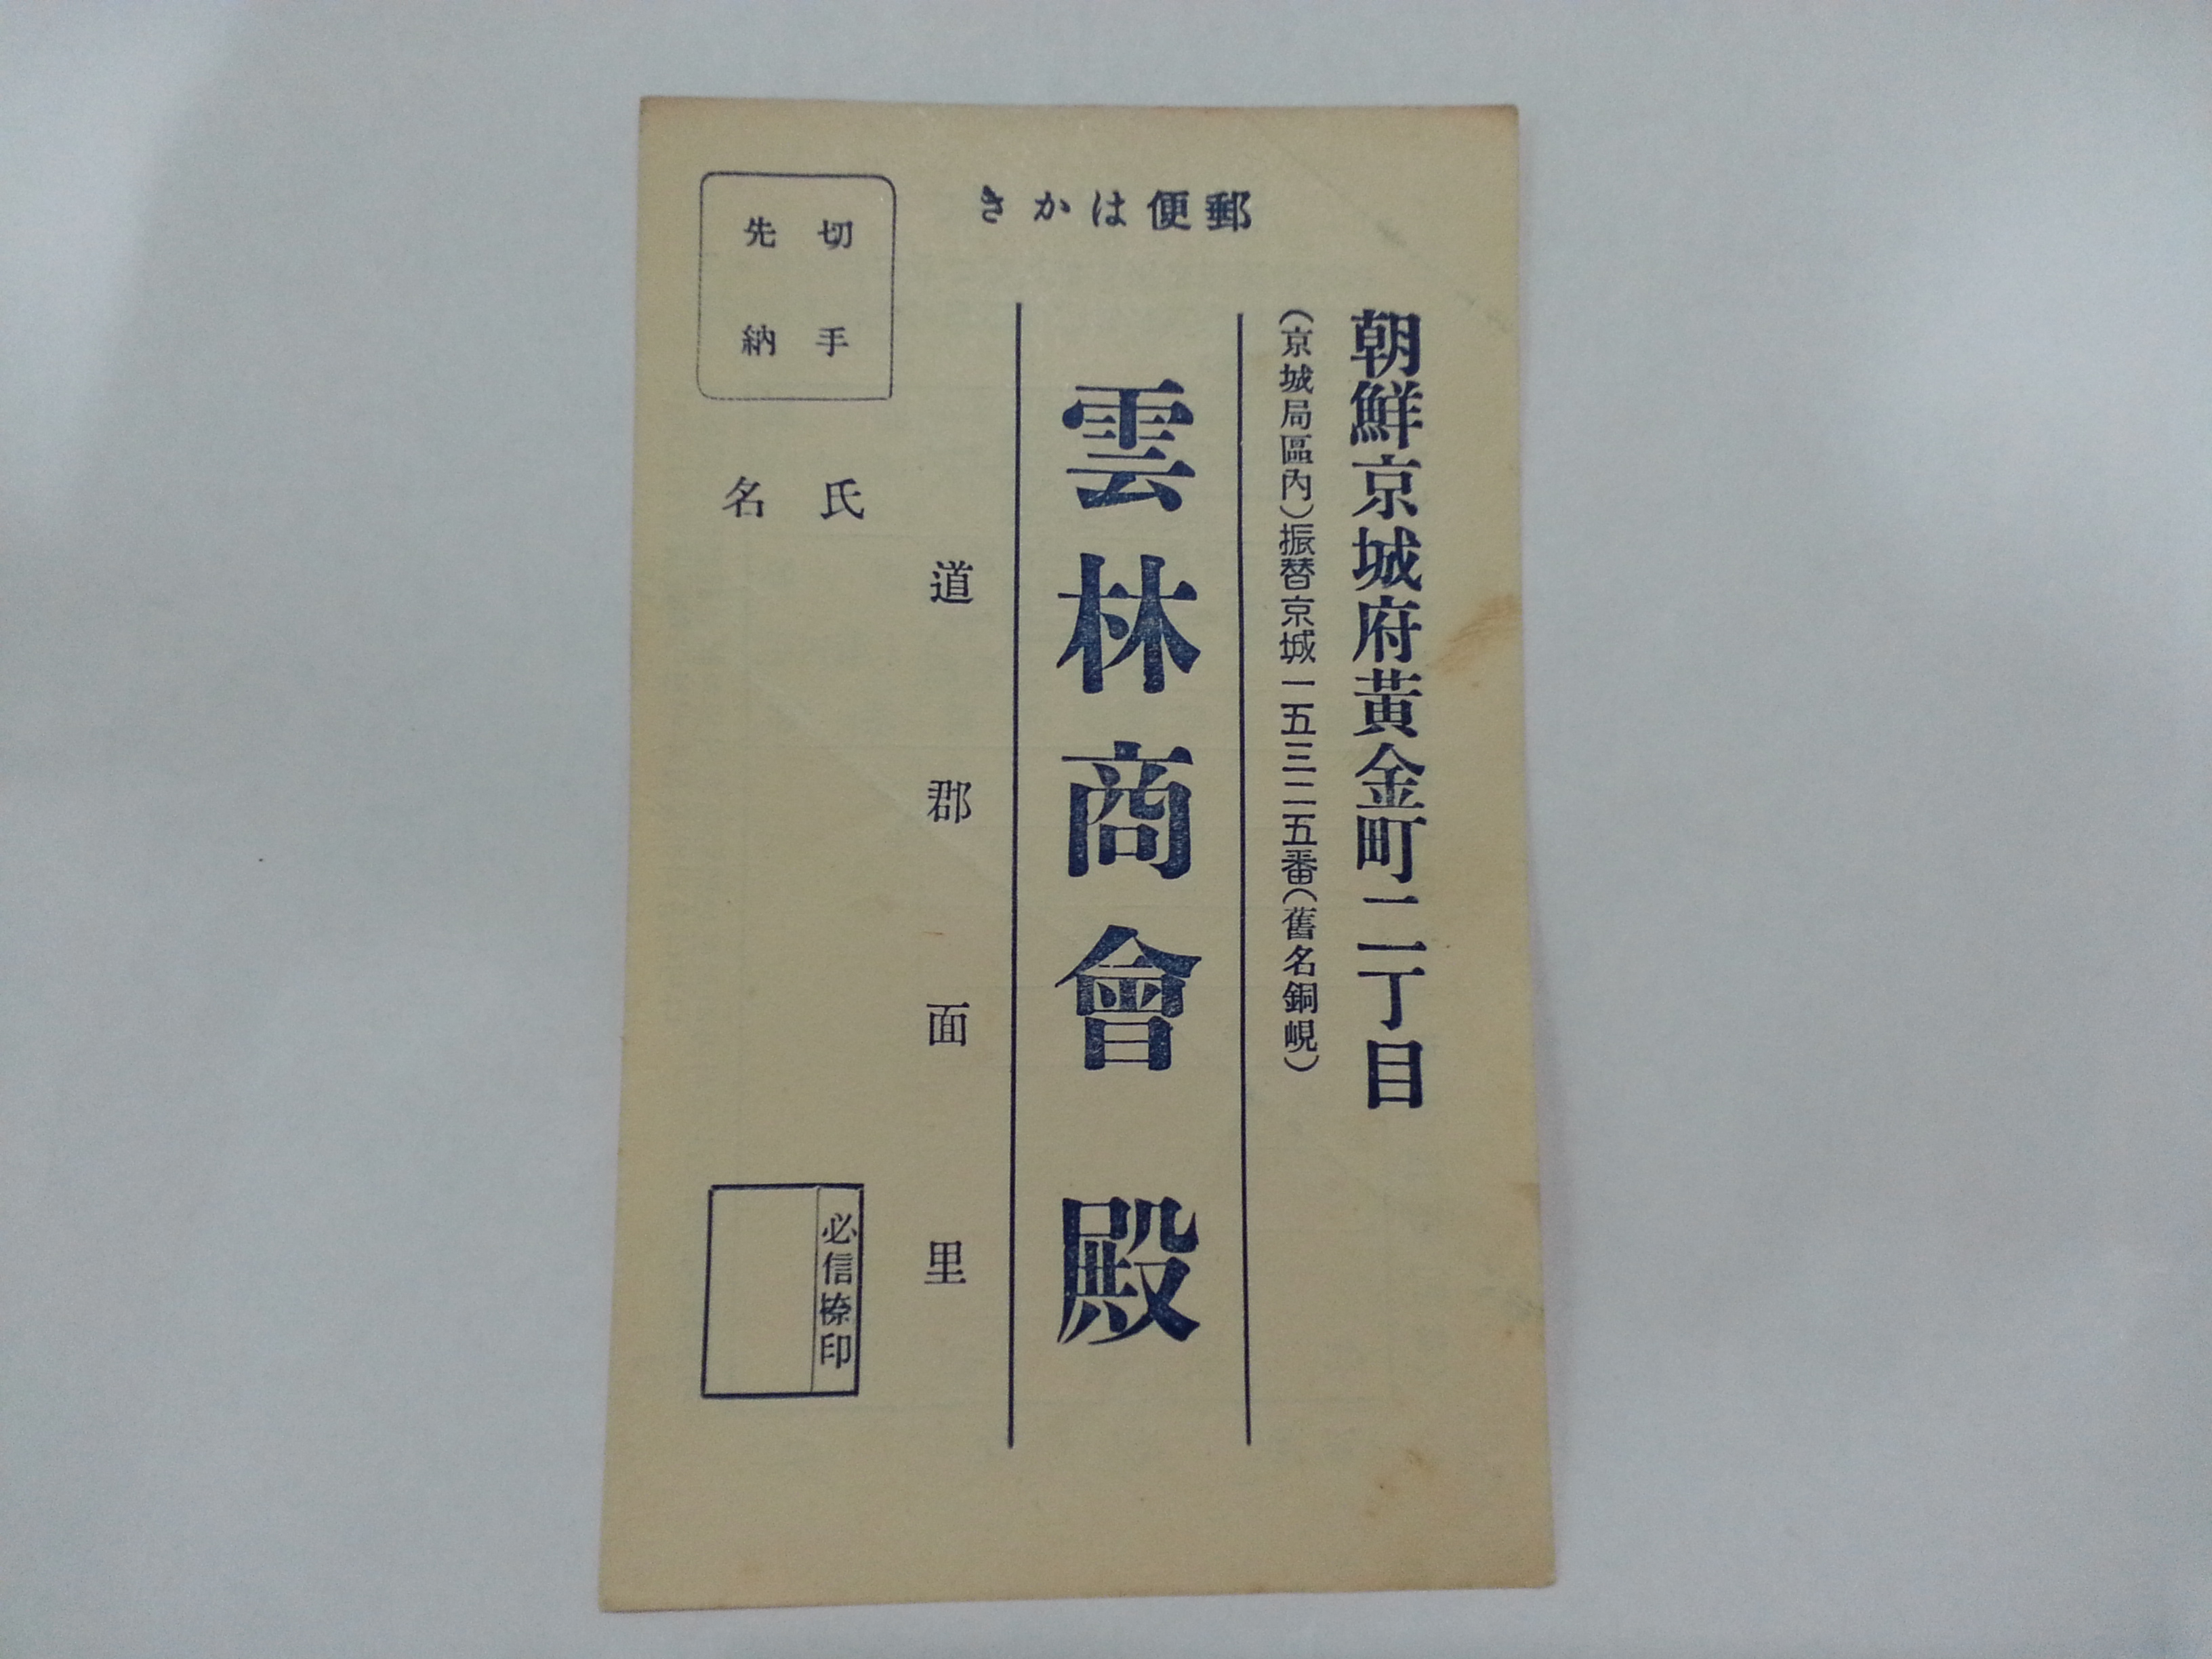 郵便はかき
朝鮮京城府黃金町二丁目
(京城局區內)振替京城一五三二五番(舊名銅峴)
雲林商會殿
道郡面里
切手
先納
氏名
必信榛印